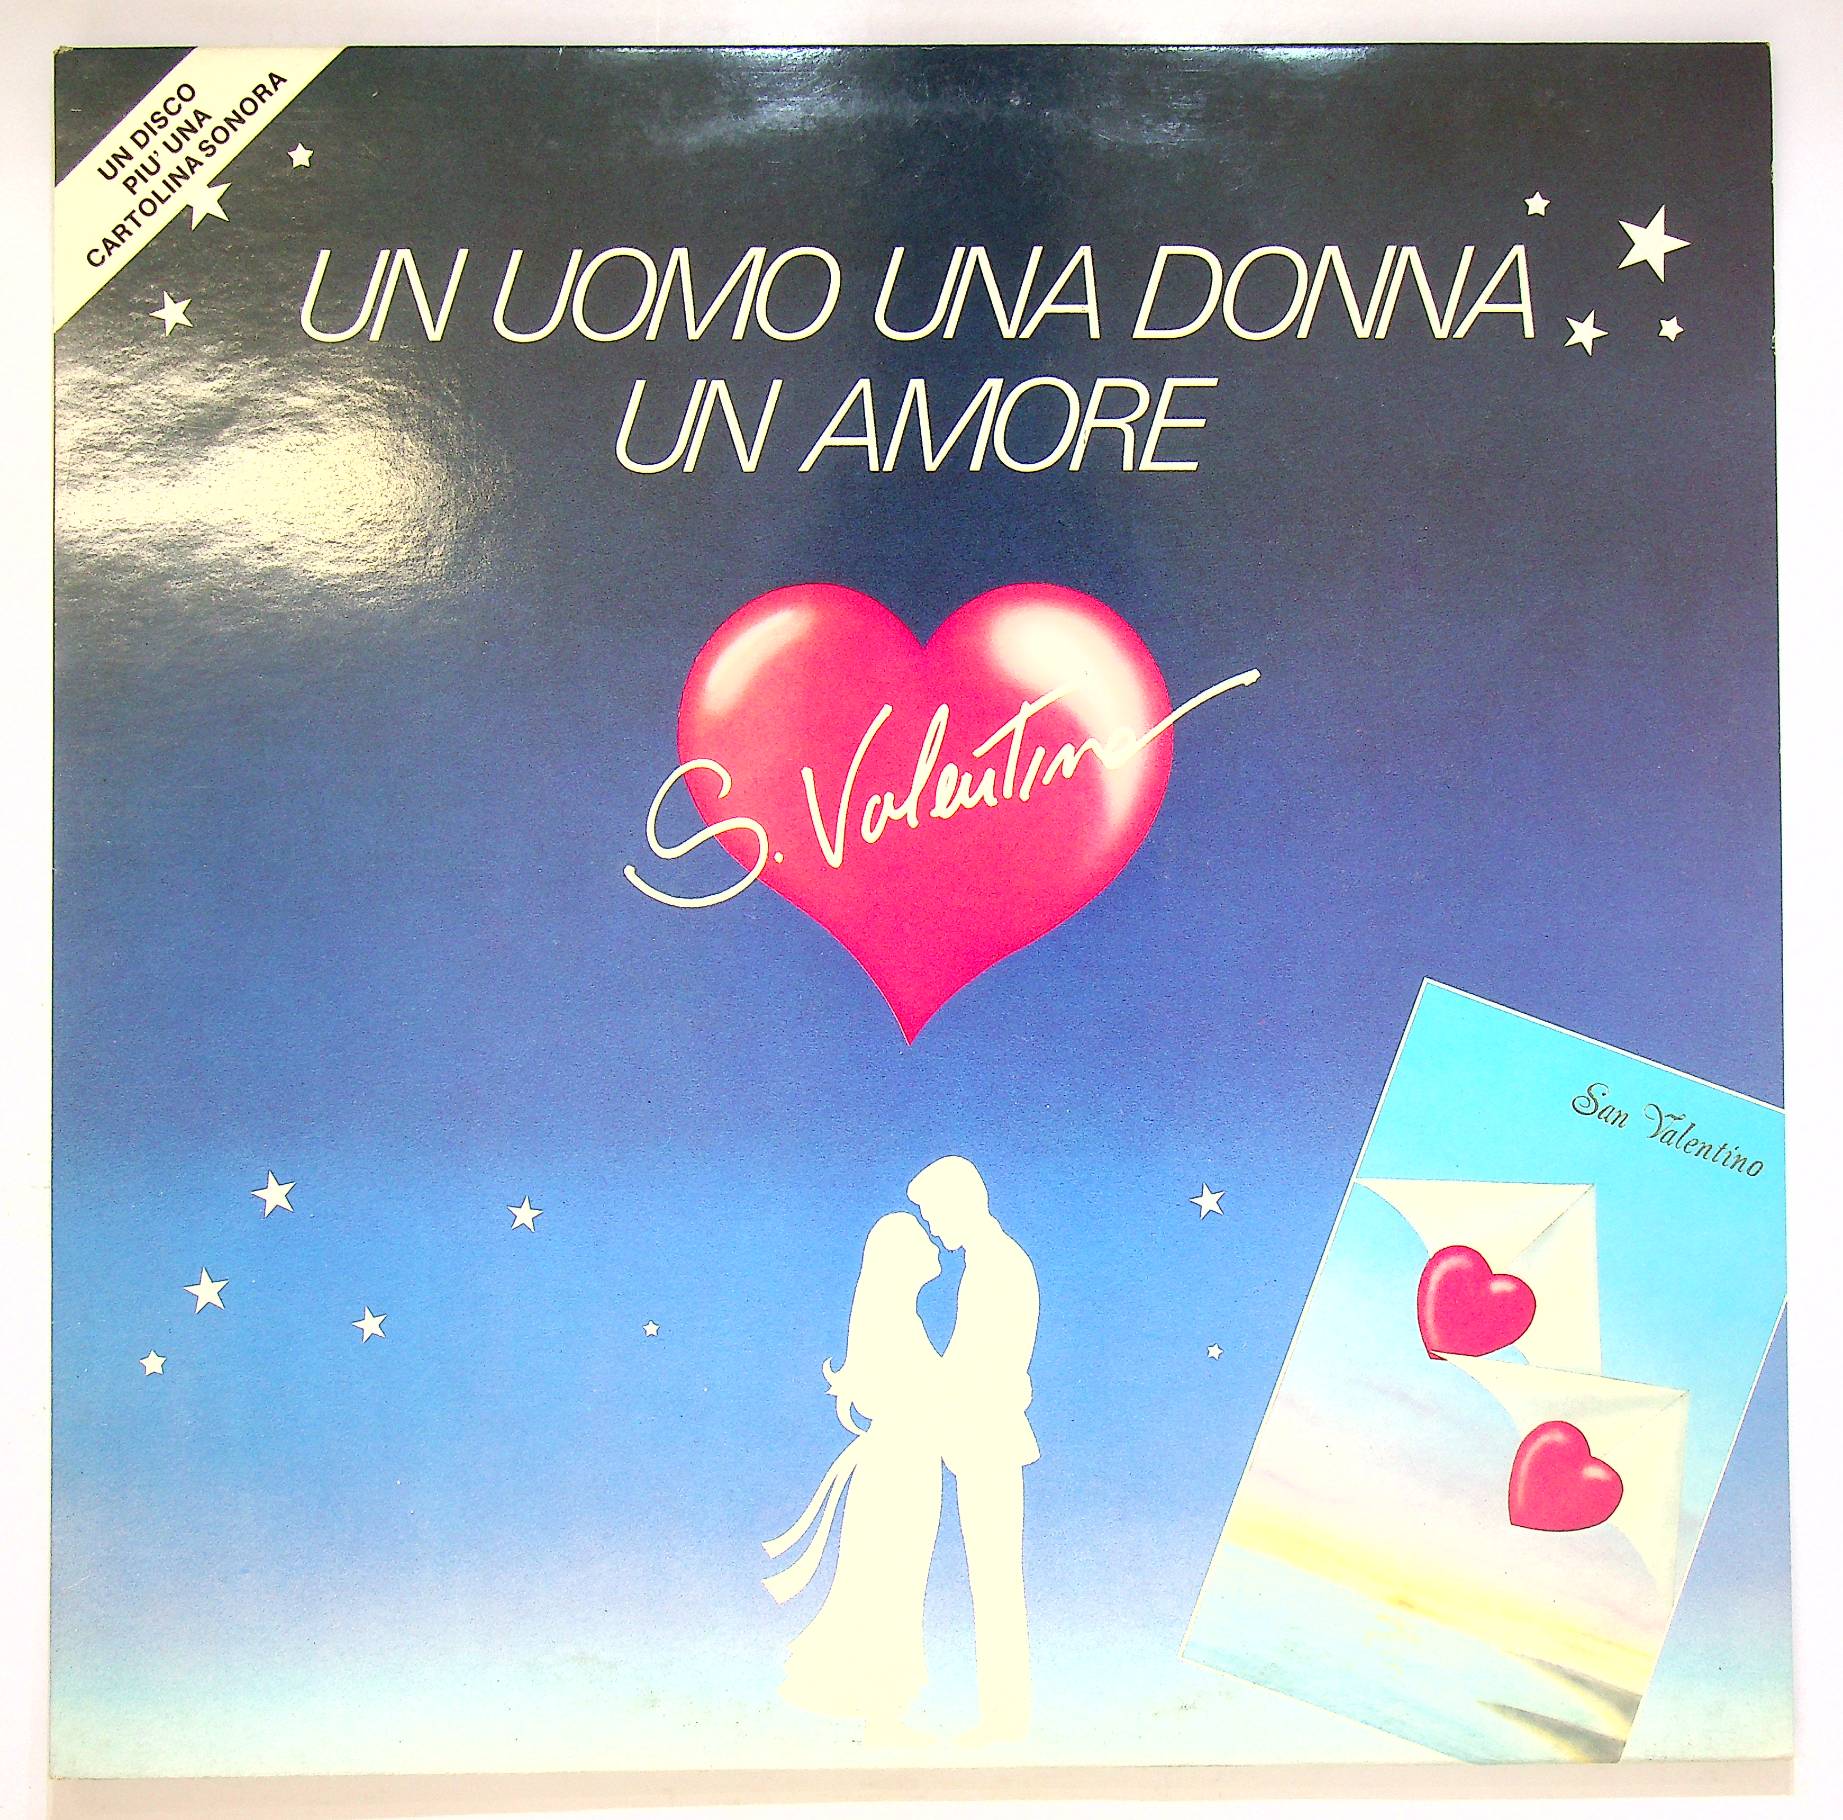 UN DISCO
PIU' UNA
CARTOLINA SONORA
UN UOMO UNA DONNA
UN AMORE
S. Valentino
San Valentino